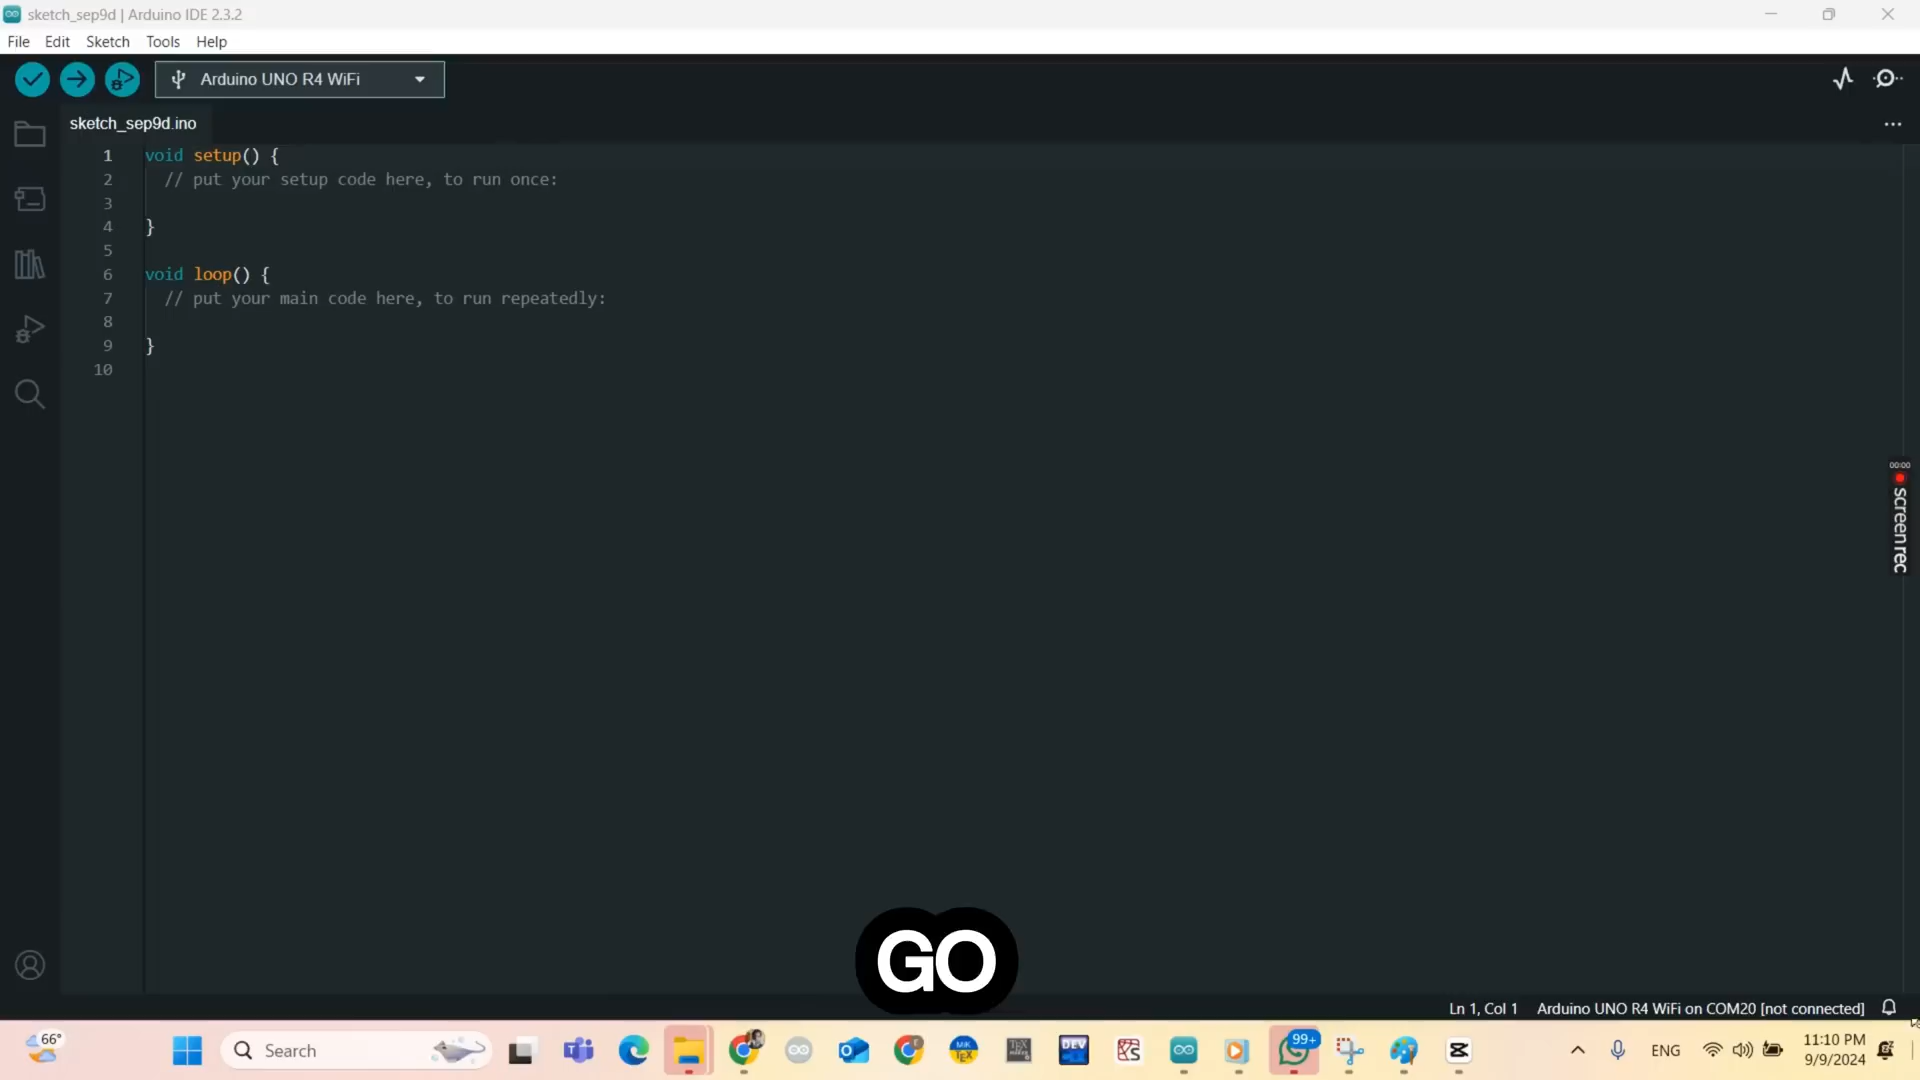 sketch_sep9d | Arduino IDE 2.3.2
File Edit Sketch Tools Help
Arduino UNO R4 WiFi
sketch_sep9d.ino
1 void setup() {
2 // put your setup code here, to run once:
3
4 }
5
6 void loop() {
7 // put your main code here, to run repeatedly:
8
9 }
10
00:00
screenrec
GO
Ln 1, Col 1 Arduino UNO R4 WiFi on COM20 [not connected]
66°
Search
DEV
99+
ENG
11:10 PM
9/9/2024